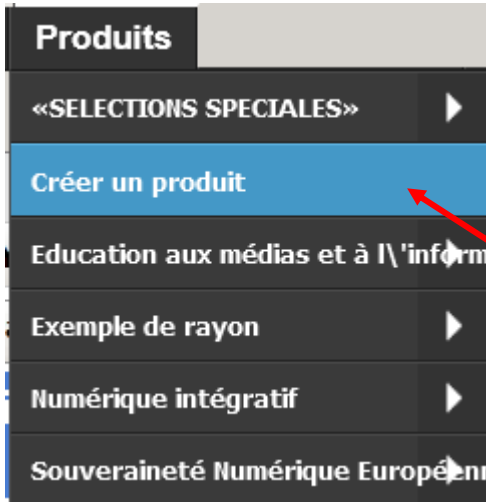 Produits
«SELECTIONS SPECIALES»
Créer un produit
Education aux médias et à l\'inform
Exemple de rayon
Numérique intégratif
Souveraineté Numérique Européen